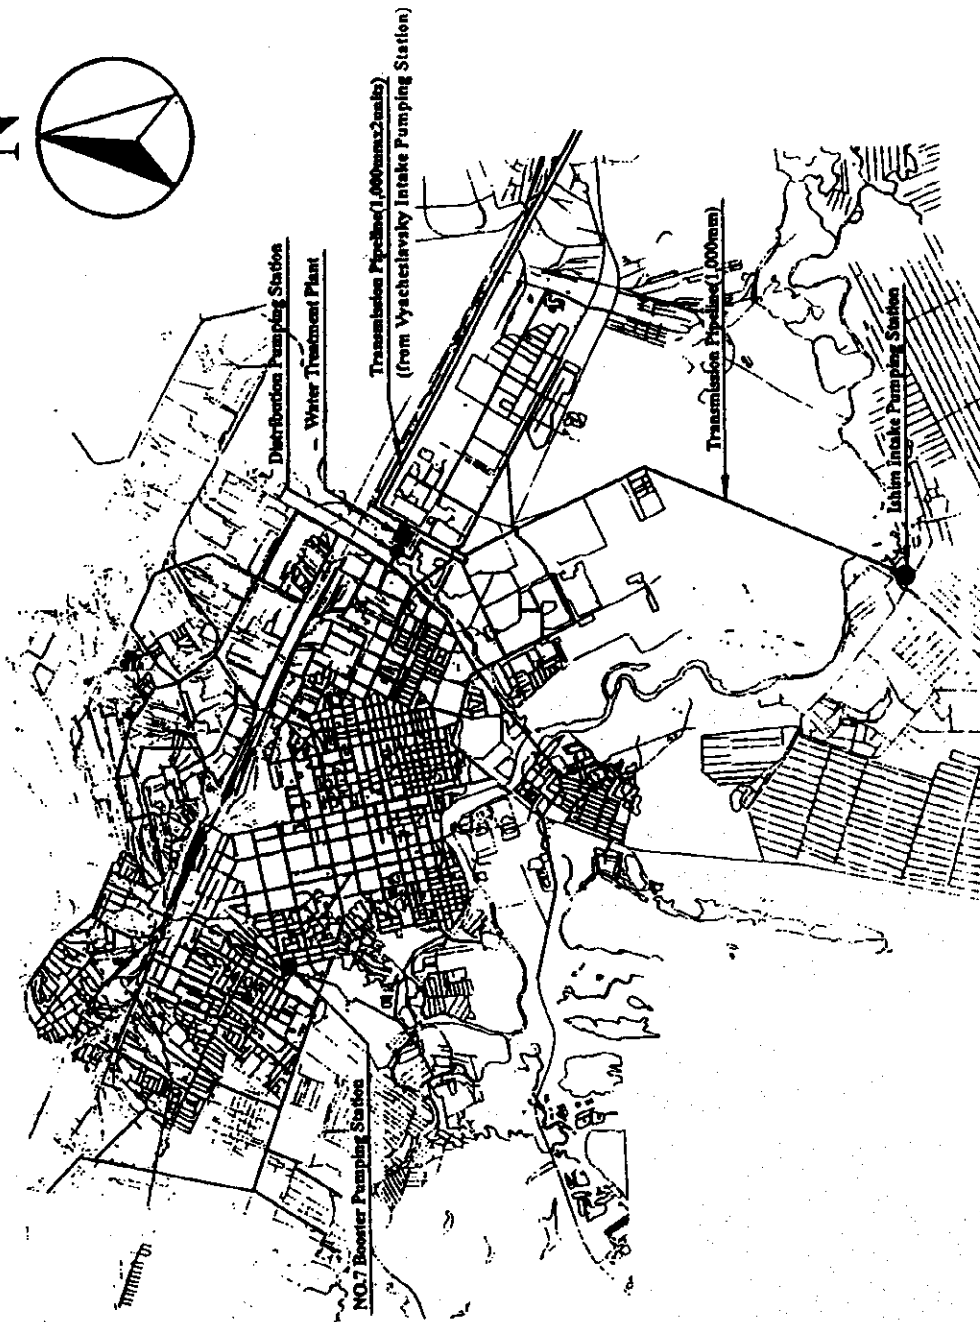 N
Distribution Pumping Station
Water Treatment Plant
Transmission Pipeline(1,000mmx2units)
(from Vyacheslavsky Intake Pumping Station)
Transmission Pipeline(1,000mm)
Ishim Intake Pumping Station
NO.7 Booster Pumping Station